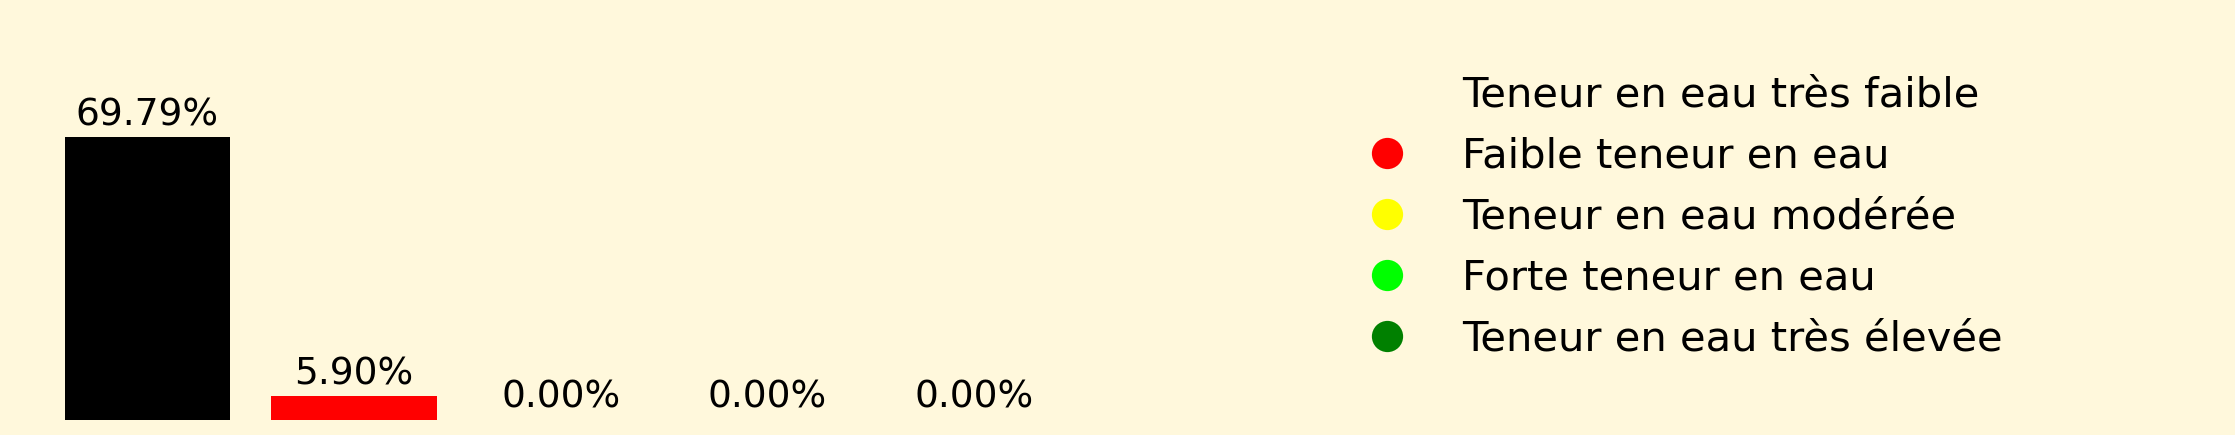 69.79%
5.90%
0.00%
0.00%
0.00%
Teneur en eau très faible
Faible teneur en eau
Teneur en eau modérée
Forte teneur en eau
Teneur en eau très élevée